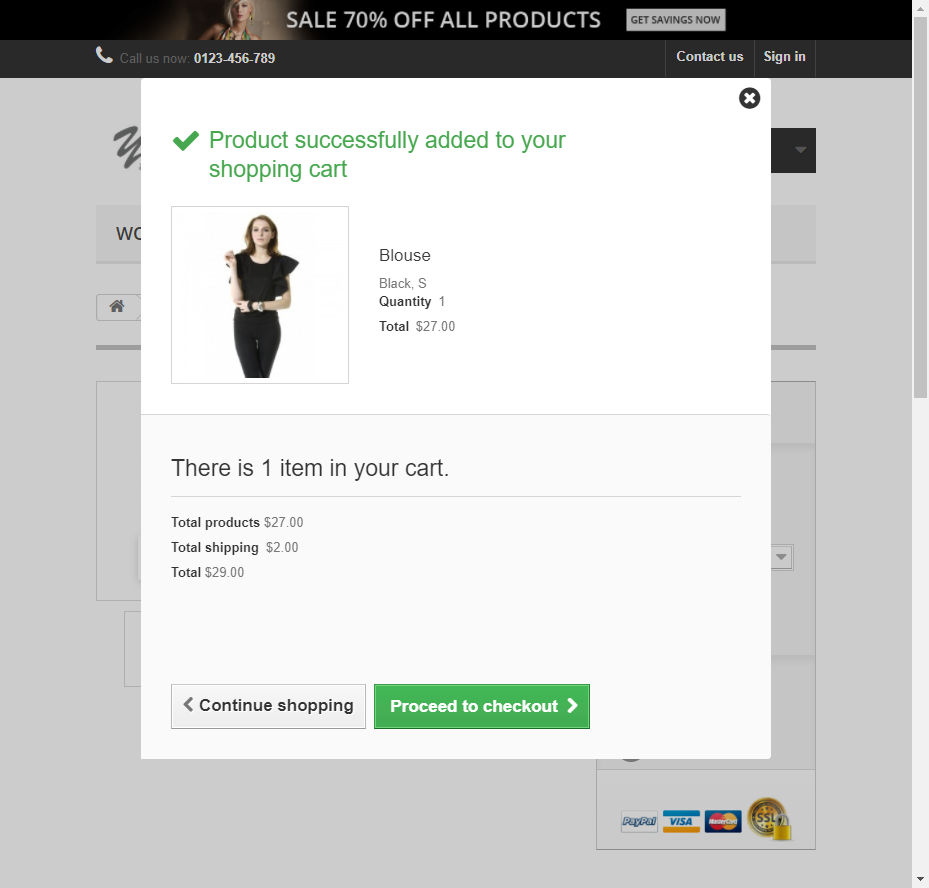 SALE 70% OFF ALL PRODUCTS
GET SAVINGS NOW
Call us now: 0123-456-789
Contact us
Sign in
Product successfully added to your
shopping cart
WO
Blouse
Black, S
Quantity 1
Total $27.00
There is 1 item in your cart.
Total products $27.00
Total shipping $2.00
Total $29.00
Continue shopping
Proceed to checkout
PayPal
VISA
MasterCard
SSL